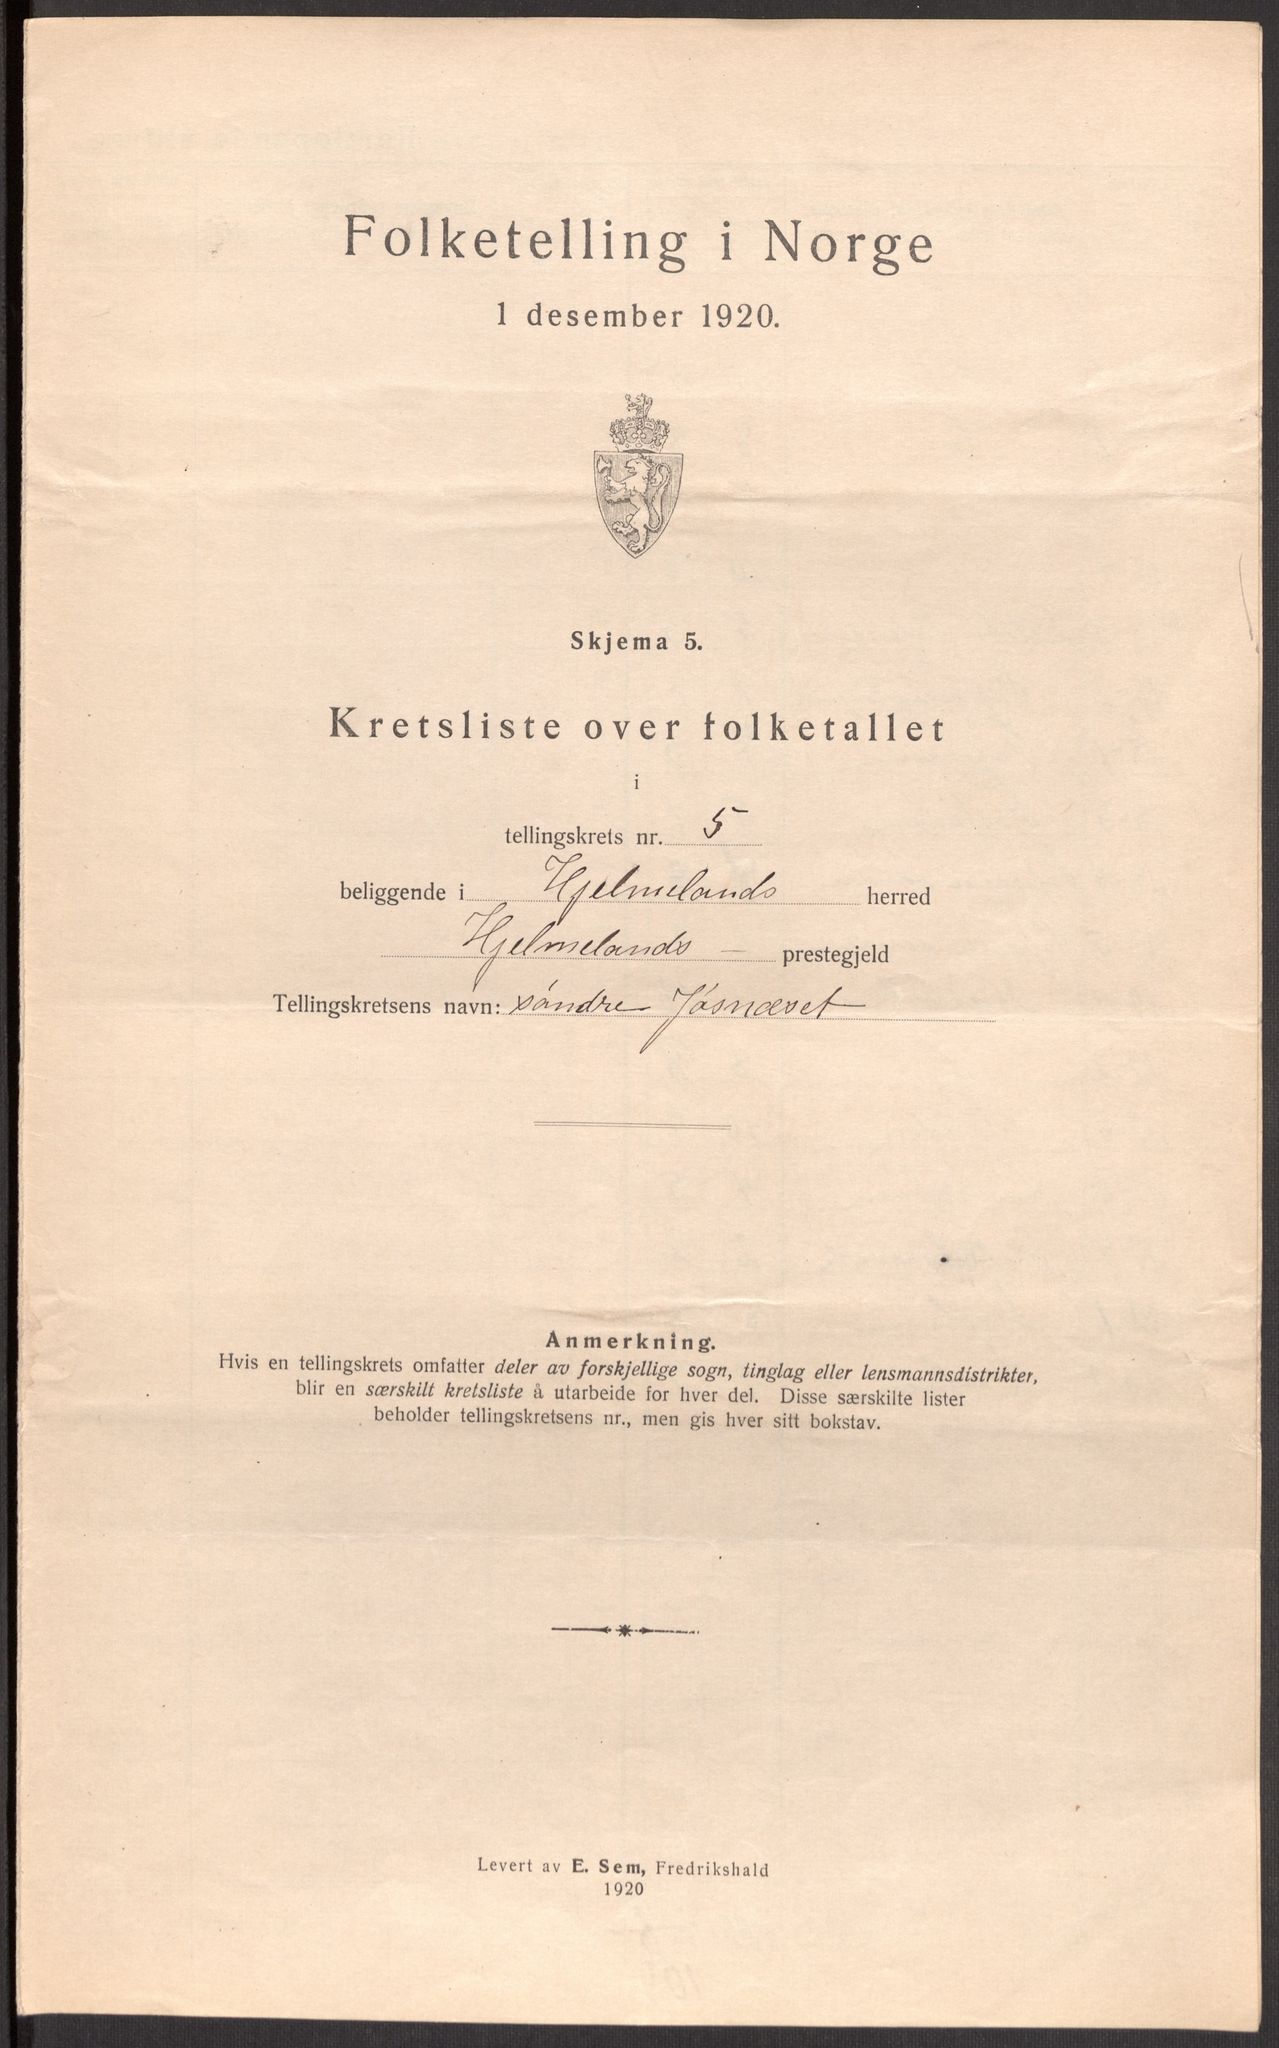 Folketelling i Norge
1 desember 1920.
Skjema 5.
Kretsliste over folketallet
i
tellingskrets nr. 5
beliggende i Hjelmelands herred
Hjelmelands – prestegjeld
Tellingskretsens navn: søndre Jøsnæset
Anmerkning.
Hvis en tellingskrets omfatter deler av forskjellige sogn, tinglag eller lensmannsdistrikter,
blir en særskilt kretsliste å utarbeide for hver del. Disse særskilte lister
beholder tellingskretsens nr., men gis hver sitt bokstav.
Levert av E. Sem, Fredrikshald
1920